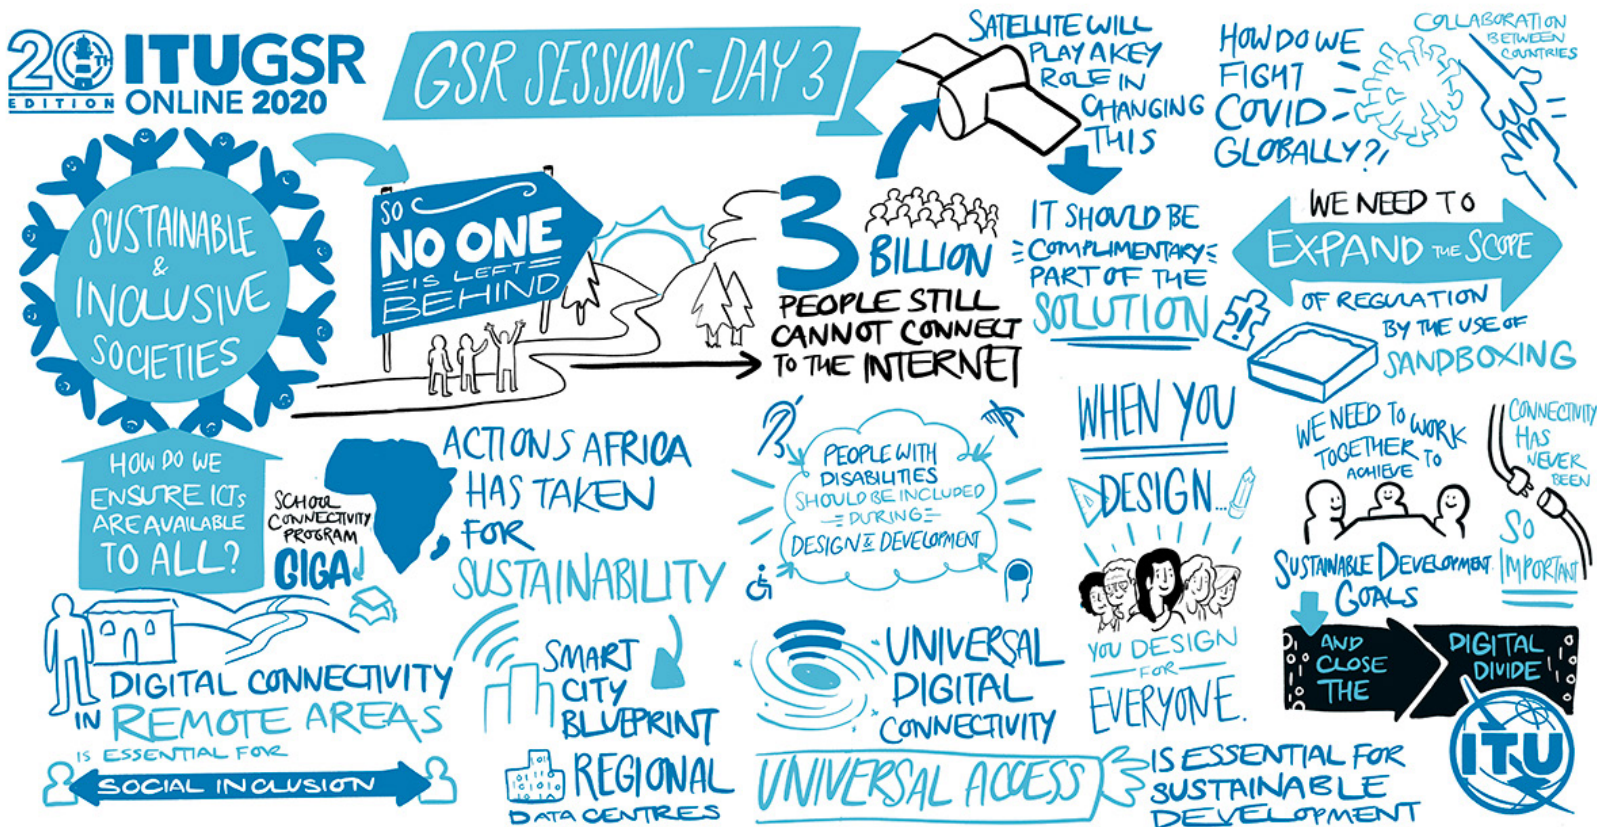 20TH
EDITION
ITUGSR
ONLINE 2020
GSR SESSIONS - DAY 3
SATELLITE WILL
PLAY A KEY
ROLE IN
CHANGING
THIS
HOW DO WE
FIGHT
COVID
GLOBALLY?!
COLLABORATION
BETWEEN
COUNTRIES
SUSTAINABLE
&
INCLUSIVE
SOCIETIES
SO
NO ONE
IS LEFT
BEHIND
3
BILLION
PEOPLE STILL
CANNOT CONNECT
TO THE INTERNET
IT SHOULD BE
COMPLIMENTARY
PART OF THE
SOLUTION
WE NEED TO
EXPAND THE SCOPE
OF REGULATION
BY THE USE OF
SANDBOXING
HOW DO WE
ENSURE ICTs
ARE AVAILABLE
TO ALL?
SCHOOL
CONNECTIVITY
PROGRAM
GIGA
ACTIONS AFRICA
HAS TAKEN
FOR
SUSTAINABILITY
PEOPLE WITH
DISABILITIES
SHOULD BE INCLUDED
DURING
DESIGN & DEVELOPMENT
WHEN YOU
DESIGN...
YOU DESIGN
FOR
EVERYONE.
WE NEED TO WORK
TOGETHER TO
ACHIEVE
SUSTAINABLE DEVELOPMENT
GOALS
AND
CLOSE
THE
DIGITAL
DIVIDE
CONNECTIVITY
HAS
NEVER
BEEN
SO
IMPORTANT
DIGITAL CONNECTIVITY
IN REMOTE AREAS
IS ESSENTIAL FOR
SOCIAL INCLUSION
SMART
CITY
BLUEPRINT
REGIONAL
DATA CENTRES
UNIVERSAL
DIGITAL
CONNECTIVITY
UNIVERSAL ACCESS
IS ESSENTIAL FOR
SUSTAINABLE
DEVELOPMENT
ITU